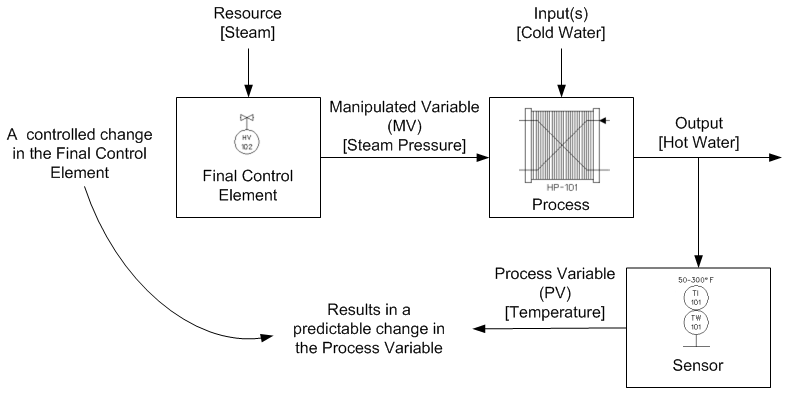 Resource
[Steam]
Input(s)
[Cold Water]
A controlled change
in the Final Control
Element
HV
102
Final Control
Element
Manipulated Variable
(MV)
[Steam Pressure]
HP-101
Process
Output
[Hot Water]
Results in a
predictable change in
the Process Variable
Process Variable
(PV)
[Temperature]
50-300°F
TI
101
TW
101
Sensor